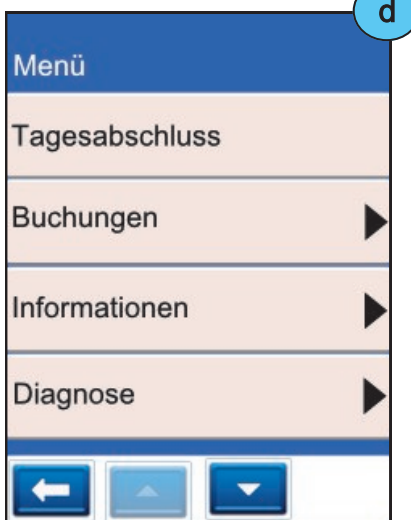 d
Menü
Tagesabschluss
Buchungen
Informationen
Diagnose